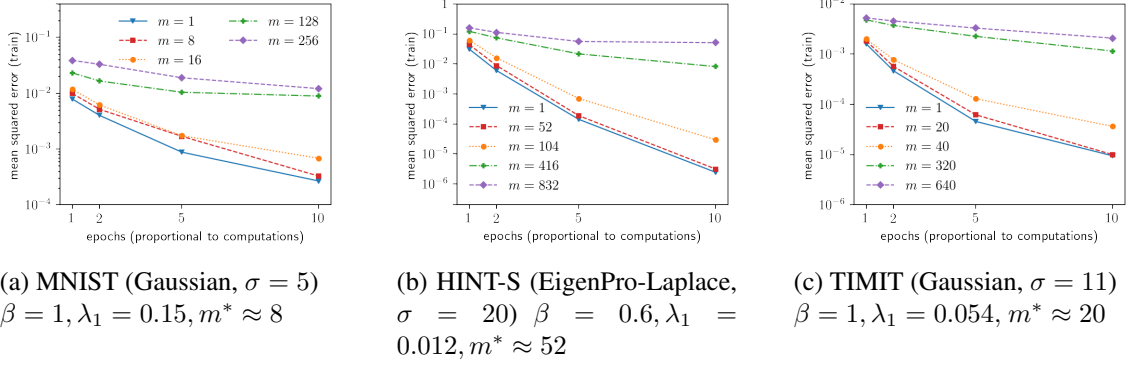 mean squared error (train)
10⁻¹
10⁻²
10⁻³
10⁻⁴
m = 1
m = 8
m = 16
m = 128
m = 256
1
2
5
10
epochs (proportional to computations)
mean squared error (train)
1
10⁻¹
10⁻²
10⁻³
10⁻⁴
10⁻⁵
10⁻⁶
m = 1
m = 52
m = 104
m = 416
m = 832
1
2
5
10
epochs (proportional to computations)
mean squared error (train)
10⁻²
10⁻³
10⁻⁴
10⁻⁵
10⁻⁶
m = 1
m = 20
m = 40
m = 320
m = 640
1
2
5
10
epochs (proportional to computations)
(a) MNIST (Gaussian, σ = 5)
β = 1, λ₁ = 0.15, m* ≈ 8
(b) HINT-S (EigenPro-Laplace,
σ = 20) β = 0.6, λ₁ =
0.012, m* ≈ 52
(c) TIMIT (Gaussian, σ = 11)
β = 1, λ₁ = 0.054, m* ≈ 20